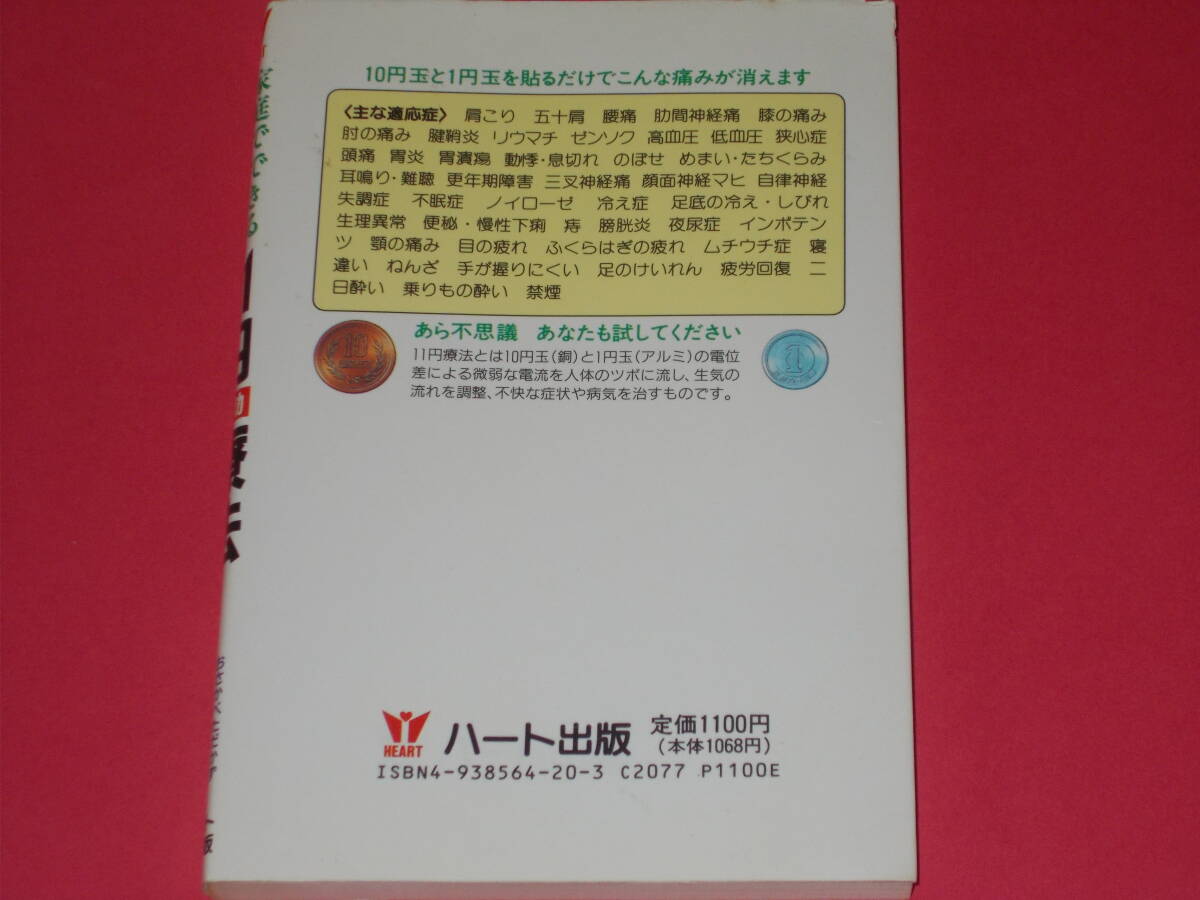 10円玉と1円玉を貼るだけでこんな痛みが消えます
〈主な適応症〉 肩こり 五十肩 腰痛 肋間神経痛 膝の痛み
肘の痛み 腱鞘炎 リウマチ ゼンソク 高血圧 低血圧 狭心症
頭痛 胃炎 胃潰瘍 動悸・息切れ のぼせ めまい・たちくらみ
耳鳴り・難聴 更年期障害 三叉神経痛 顔面神経マヒ 自律神経
失調症 不眠症 ノイローゼ 冷え症 足底の冷え・しびれ
生理異常 便秘・慢性下痢 痔 膀胱炎 夜尿症 インポテン
ツ 顎の痛み 目の疲れ ふくらはぎの疲れ ムチウチ症 寝
違い ねんざ 手が握りにくい 足のけいれん 疲労回復 二
日酔い 乗りもの酔い 禁煙
あら不思議 あなたも試してください
11円療法とは10円玉(銅)と1円玉(アルミ)の電位
差による微弱な電流を人体のツボに流し、生気の
流れを調整、不快な症状や病気を治すものです。
10
1
HEART
ハート出版
定価1100円
(本体1068円)
ISBN4-938564-20-3 C2077 P1100E
家庭でできる
円
療法
版